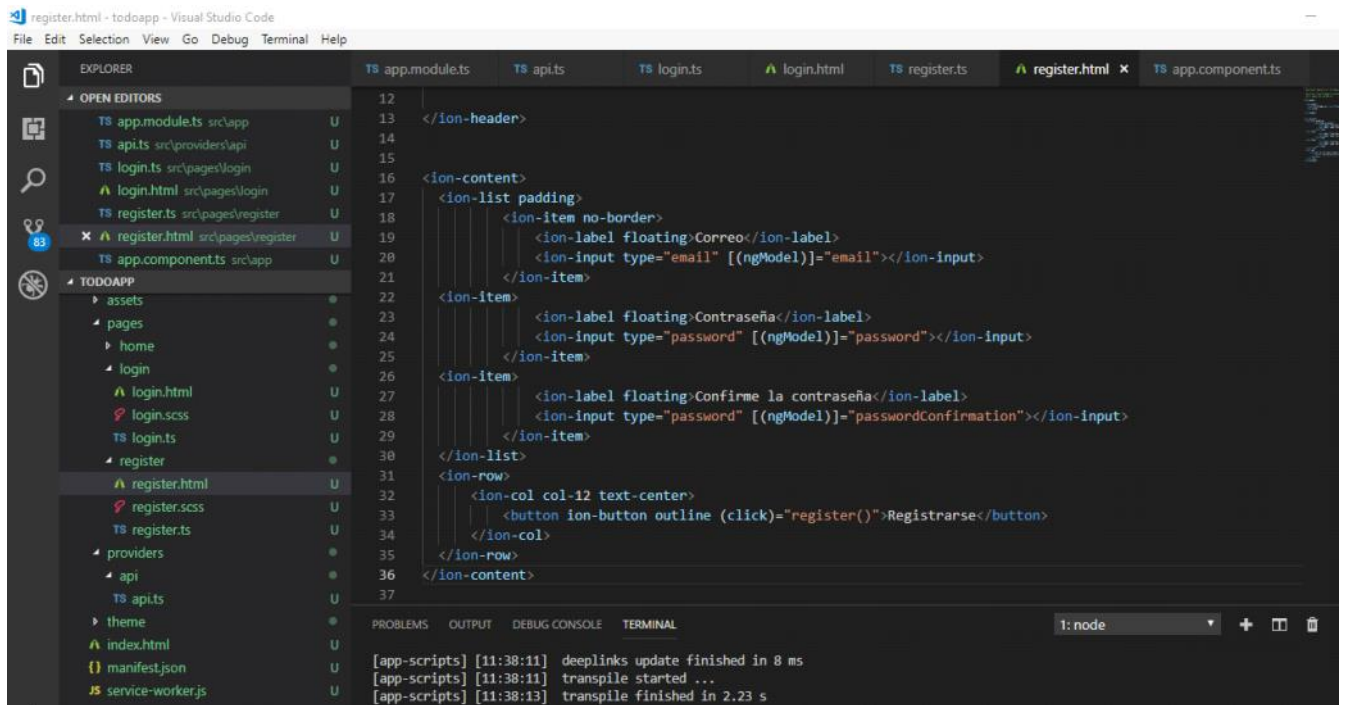 register.html - todoapp - Visual Studio Code
File Edit Selection View Go Debug Terminal Help
EXPLORER
OPEN EDITORS
TS app.module.ts src\app U
TS api.ts src\providers\api U
TS login.ts src\pages\login U
login.html src\pages\login U
TS register.ts src\pages\register U
× register.html src\pages\register U
TS app.component.ts src\app U
83
TODOAPP
assets
pages
home
login
login.html U
login.scss U
TS login.ts U
register
register.html U
register.scss U
TS register.ts U
providers
api
TS api.ts U
theme
index.html U
{} manifest.json U
JS service-worker.js U
TS app.module.ts TS api.ts TS login.ts login.html TS register.ts register.html × TS app.component.ts
12
13 </ion-header>
14
15
16 <ion-content>
17 <ion-list padding>
18 <ion-item no-border>
19 <ion-label floating>Correo</ion-label>
20 <ion-input type="email" [(ngModel)]="email"></ion-input>
21 </ion-item>
22 <ion-item>
23 <ion-label floating>Contraseña</ion-label>
24 <ion-input type="password" [(ngModel)]="password"></ion-input>
25 </ion-item>
26 <ion-item>
27 <ion-label floating>Confirme la contraseña</ion-label>
28 <ion-input type="password" [(ngModel)]="passwordConfirmation"></ion-input>
29 </ion-item>
30 </ion-list>
31 <ion-row>
32 <ion-col col-12 text-center>
33 <button ion-button outline (click)="register()">Registrarse</button>
34 </ion-col>
35 </ion-row>
36 </ion-content>
37
PROBLEMS OUTPUT DEBUG CONSOLE TERMINAL 1: node
[app-scripts] [11:38:11] deeplinks update finished in 8 ms
[app-scripts] [11:38:11] transpile started ...
[app-scripts] [11:38:13] transpile finished in 2.23 s